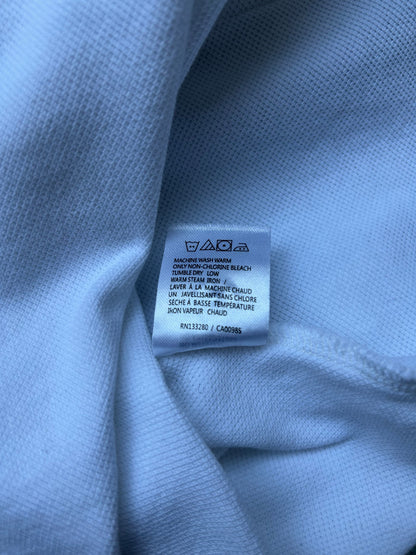 MACHINE WASH WARM
ONLY NON-CHLORINE BLEACH
TUMBLE DRY LOW
WARM STEAM IRON /
LAVER À LA MACHINE CHAUD
UN JAVELLISANT SANS CHLORE
SÈCHE À BASSE TEMPÉRATURE
IRON VAPEUR CHAUD
RN133280 / CA00985